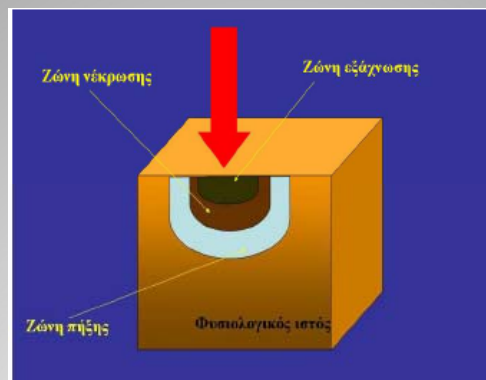 Ζώνη νέκρωσης
Ζώνη εξάχνωσης
Ζώνη πήξης
Φυσιολογικός ιστός